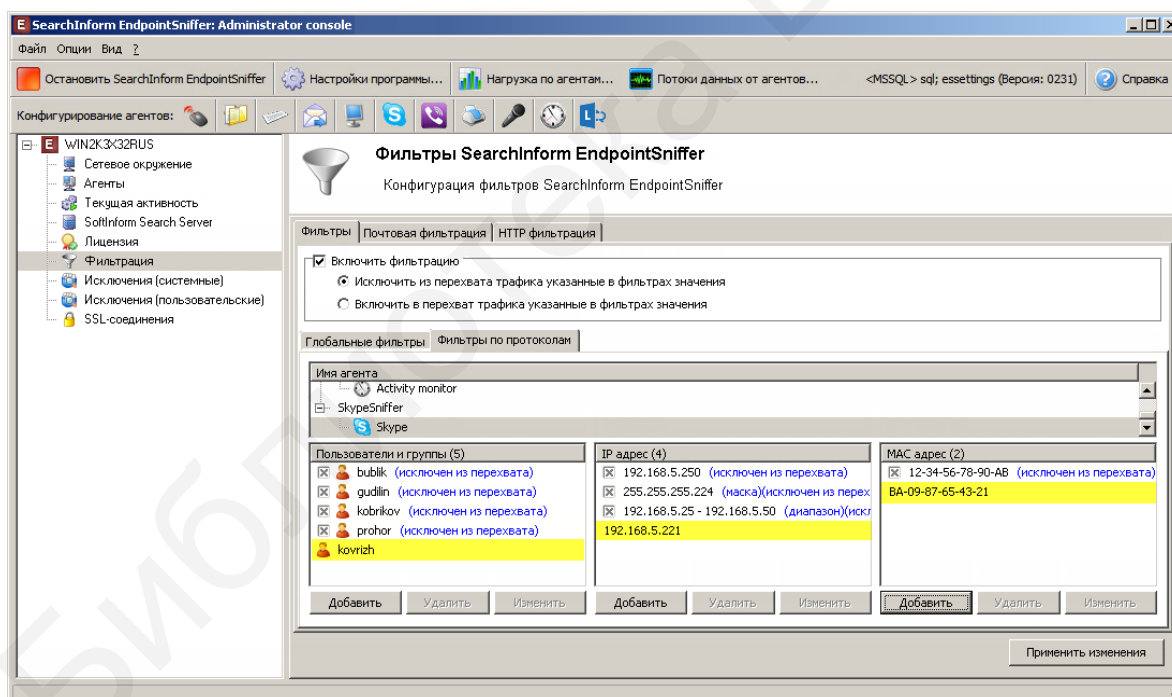 SearchInform EndpointSniffer: Administrator console
Файл Опции Вид ?
Остановить SearchInform EndpointSniffer Настройки программы... Нагрузка по агентам... Потоки данных от агентов... <MSSQL> sql; essettings (Версия: 0231) Справка
Конфигурирование агентов:
WIN2K3X32RUS
Сетевое окружение
Агенты
Текущая активность
SoftInform Search Server
Лицензия
Фильтрация
Исключения (системные)
Исключения (пользовательские)
SSL-соединения
Фильтры SearchInform EndpointSniffer
Конфигурация фильтров SearchInform EndpointSniffer
Фильтры Почтовая фильтрация HTTP фильтрация
Включить фильтрацию
Исключить из перехвата трафика указанные в фильтрах значения
Включить в перехват трафика указанные в фильтрах значения
Глобальные фильтры Фильтры по протоколам
Имя агента
Activity monitor
SkypeSniffer
Skype
Пользователи и группы (5)
bublik (исключен из перехвата)
gudilin (исключен из перехвата)
kobrikov (исключен из перехвата)
prohor (исключен из перехвата)
kovrizh
Добавить Удалить Изменить
IP адрес (4)
192.168.5.250 (исключен из перехвата)
255.255.255.224 (маска)(исключен из перех
192.168.5.25 - 192.168.5.50 (диапазон)(искл
192.168.5.221
Добавить Удалить Изменить
MAC адрес (2)
12-34-56-78-90-AB (исключен из перехвата)
BA-09-87-65-43-21
Добавить Удалить Изменить
Применить изменения
Библиотека